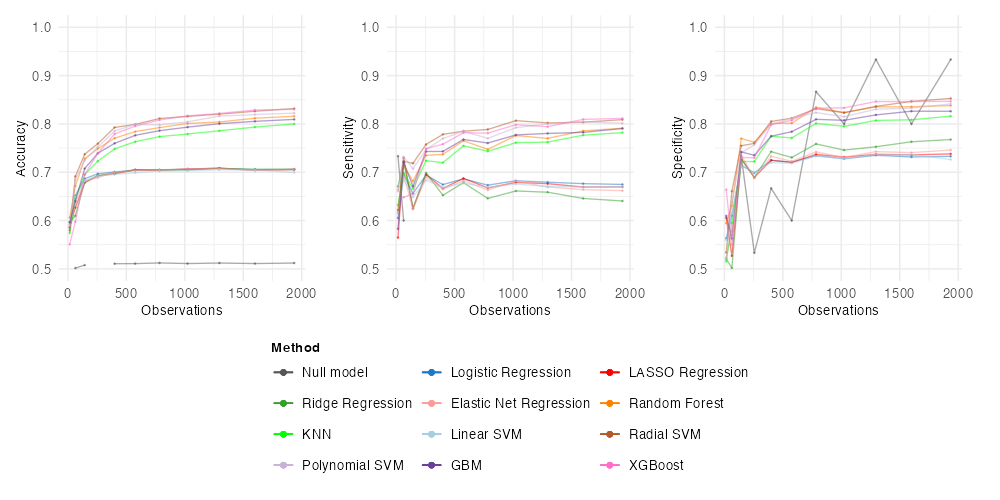 1.0
0.9
0.8
0.7
0.6
0.5
Accuracy
0 500 1000 1500 2000
Observations
1.0
0.9
0.8
0.7
0.6
0.5
Sensitivity
0 500 1000 1500 2000
Observations
1.0
0.9
0.8
0.7
0.6
0.5
Specificity
0 500 1000 1500 2000
Observations
Method
Null model Logistic Regression LASSO Regression
Ridge Regression Elastic Net Regression Random Forest
KNN Linear SVM Radial SVM
Polynomial SVM GBM XGBoost